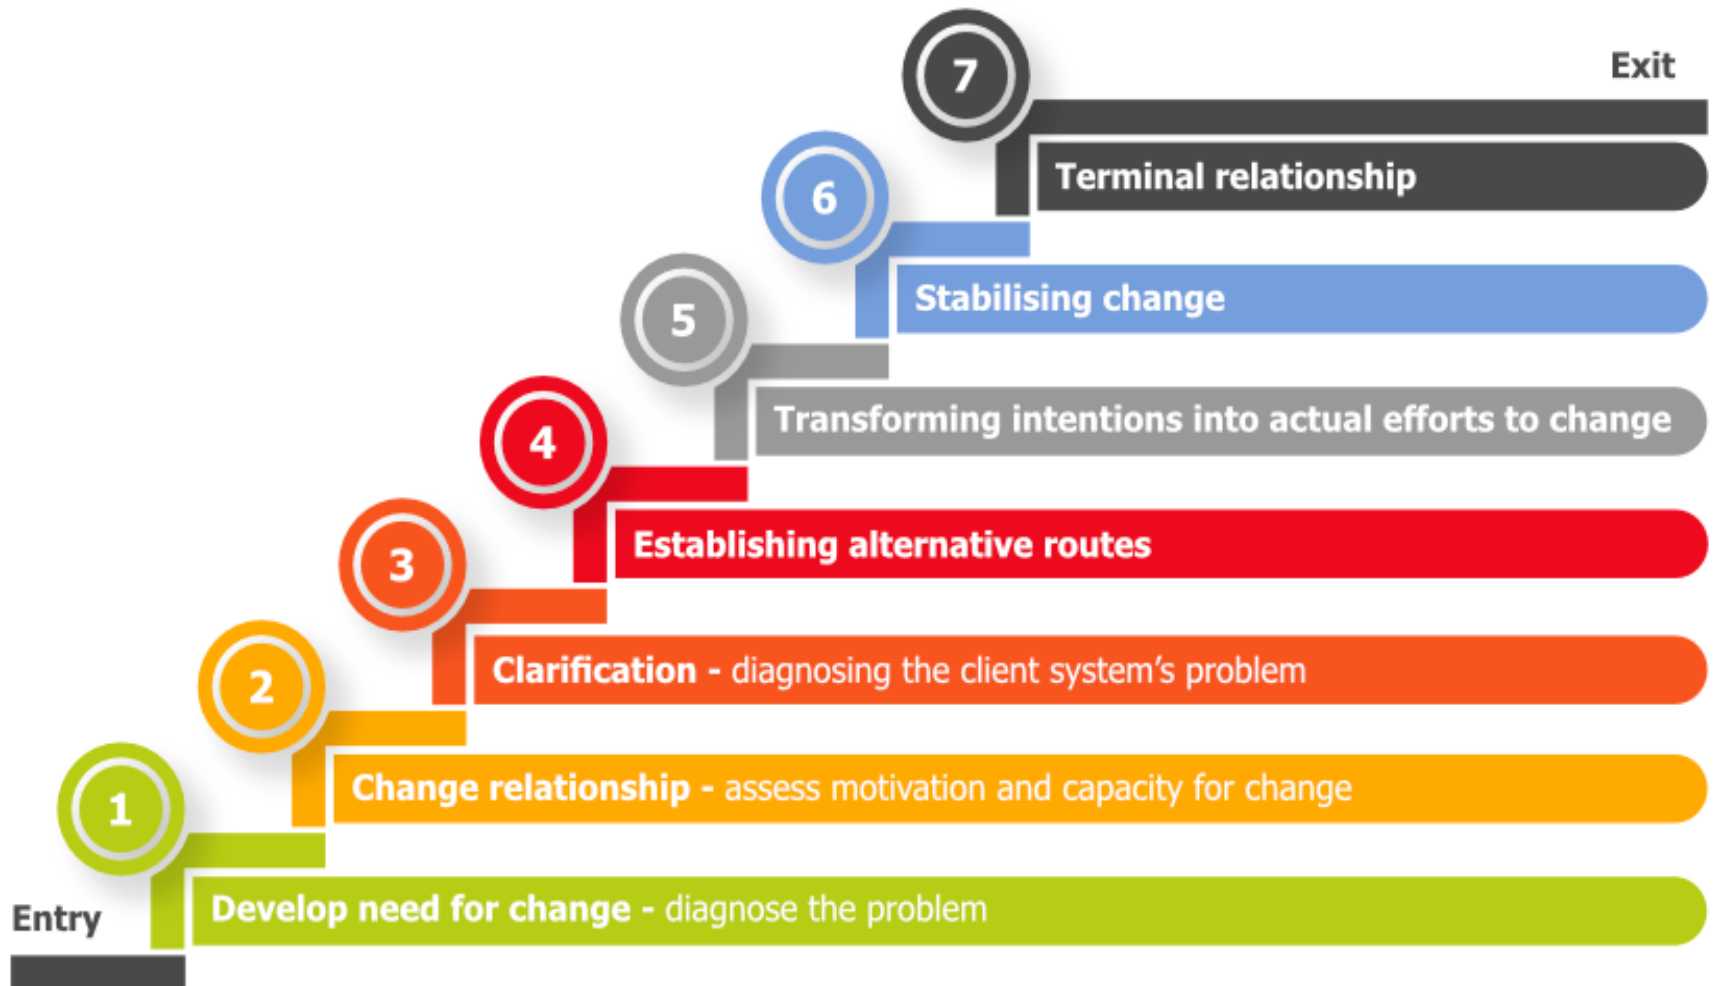 7
Exit
Terminal relationship
6
Stabilising change
5
Transforming intentions into actual efforts to change
4
Establishing alternative routes
3
Clarification - diagnosing the client system's problem
2
Change relationship - assess motivation and capacity for change
1
Develop need for change - diagnose the problem
Entry